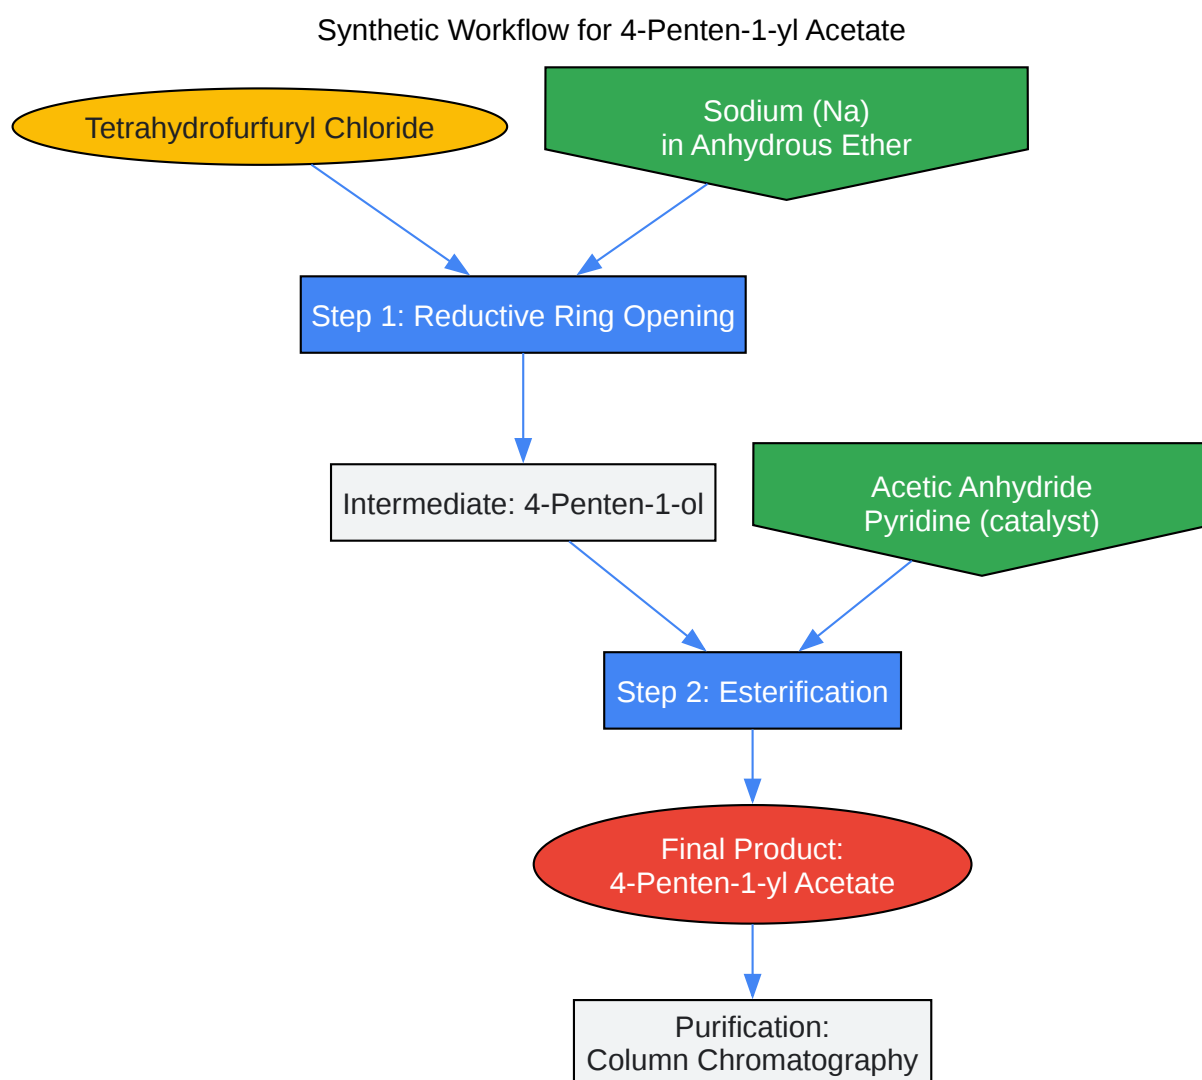 Synthetic Workflow for 4-Penten-1-yl Acetate
Tetrahydrofurfuryl Chloride
Sodium (Na)
in Anhydrous Ether
Step 1: Reductive Ring Opening
Intermediate: 4-Penten-1-ol
Acetic Anhydride
Pyridine (catalyst)
Step 2: Esterification
Final Product:
4-Penten-1-yl Acetate
Purification:
Column Chromatography